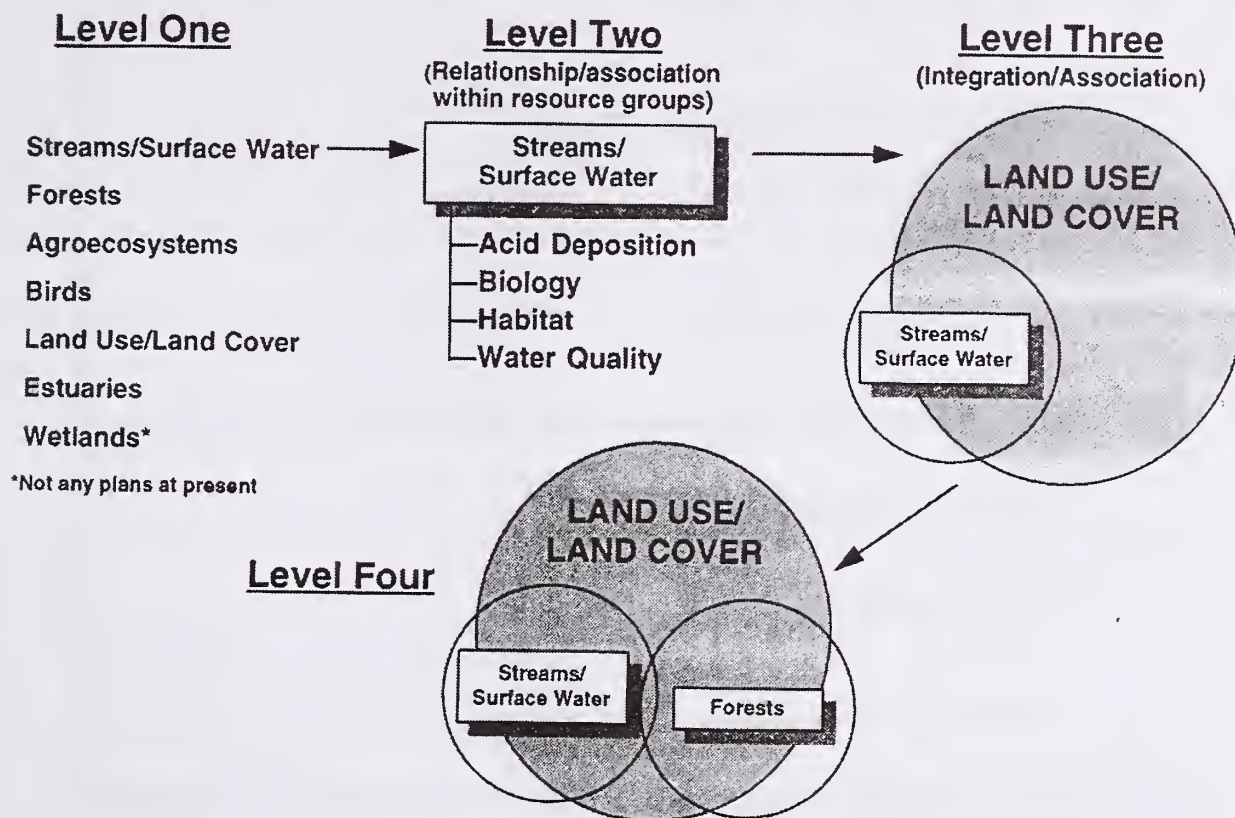 Level One
Streams/Surface Water
Forests
Agroecosystems
Birds
Land Use/Land Cover
Estuaries
Wetlands*
*Not any plans at present
Level Two
(Relationship/association
within resource groups)
Streams/
Surface Water
Acid Deposition
Biology
Habitat
Water Quality
Level Three
(Integration/Association)
LAND USE/
LAND COVER
Streams/
Surface Water
Level Four
LAND USE/
LAND COVER
Streams/
Surface Water
Forests